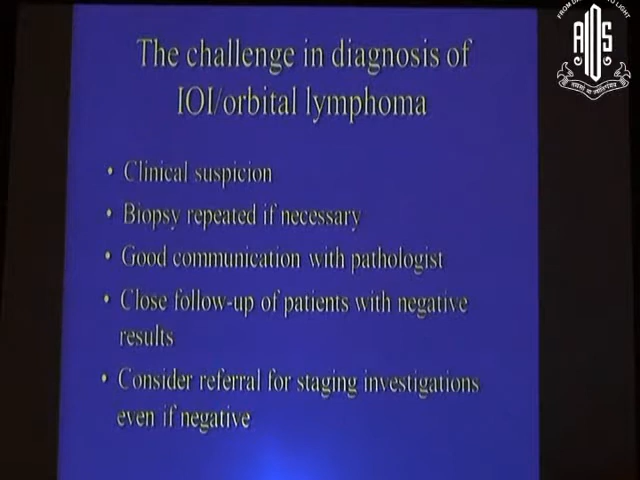 The challenge in diagnosis of
IOI/orbital lymphoma
• Clinical suspicion
• Biopsy repeated if necessary
• Good communication with pathologist
• Close follow-up of patients with negative
results
• Consider referral for staging investigations
even if negative
AIOS